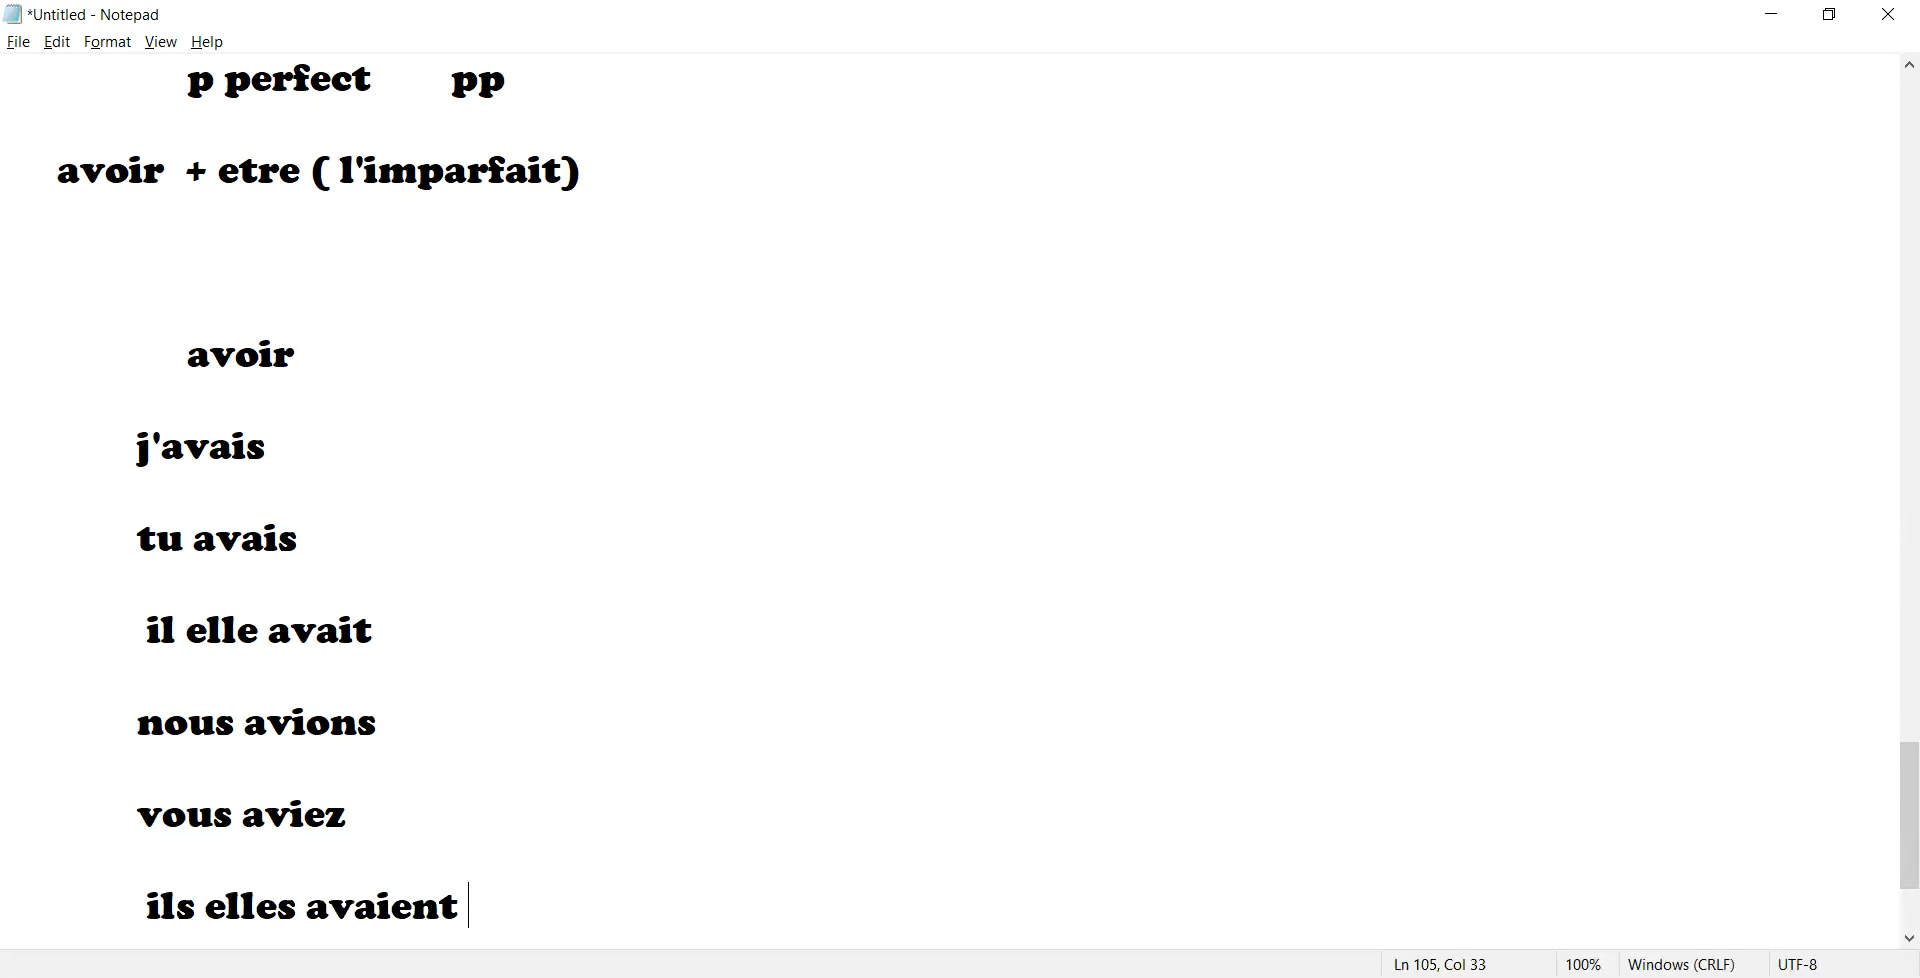 *Untitled - Notepad
File Edit Format View Help
p perfect pp
avoir + etre ( l'imparfait)
avoir
j'avais
tu avais
il elle avait
nous avions
vous aviez
ils elles avaient
Ln 105, Col 33 100% Windows (CRLF) UTF-8